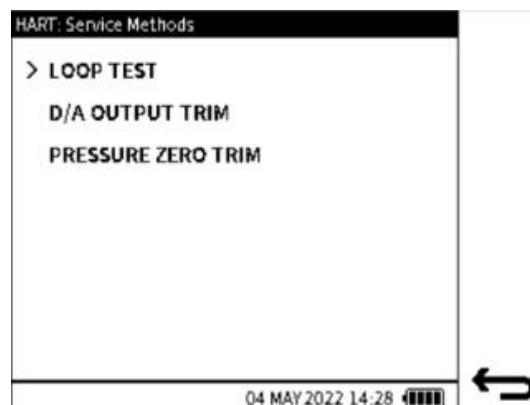 HART: Service Methods
> LOOP TEST
D/A OUTPUT TRIM
PRESSURE ZERO TRIM
04 MAY 2022 14:28